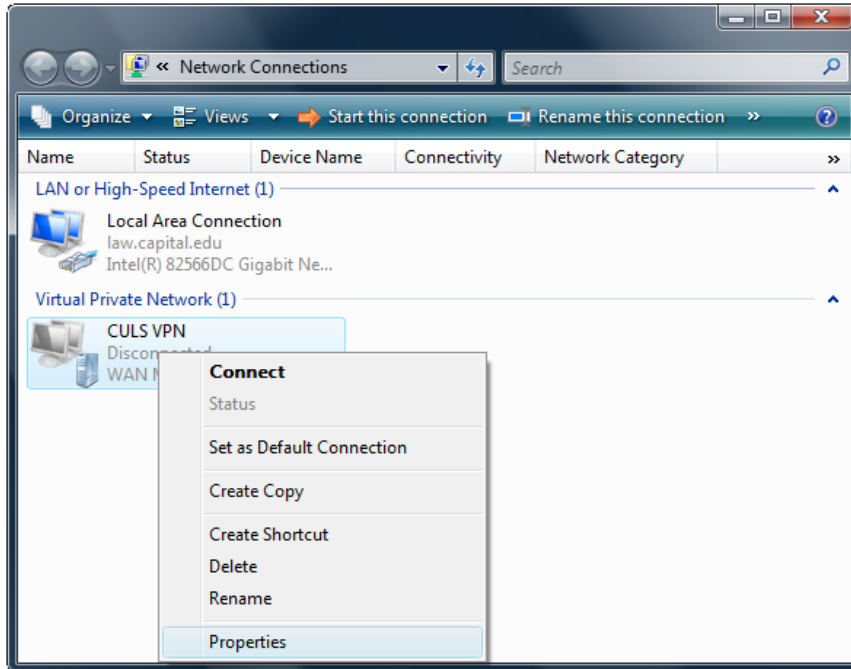 « Network Connections
Search
Organize Views Start this connection Rename this connection »
Name Status Device Name Connectivity Network Category »
LAN or High-Speed Internet (1)
Local Area Connection
law.capital.edu
Intel(R) 82566DC Gigabit Ne...
Virtual Private Network (1)
CULS VPN
Disconnected
WAN
Connect
Status
Set as Default Connection
Create Copy
Create Shortcut
Delete
Rename
Properties